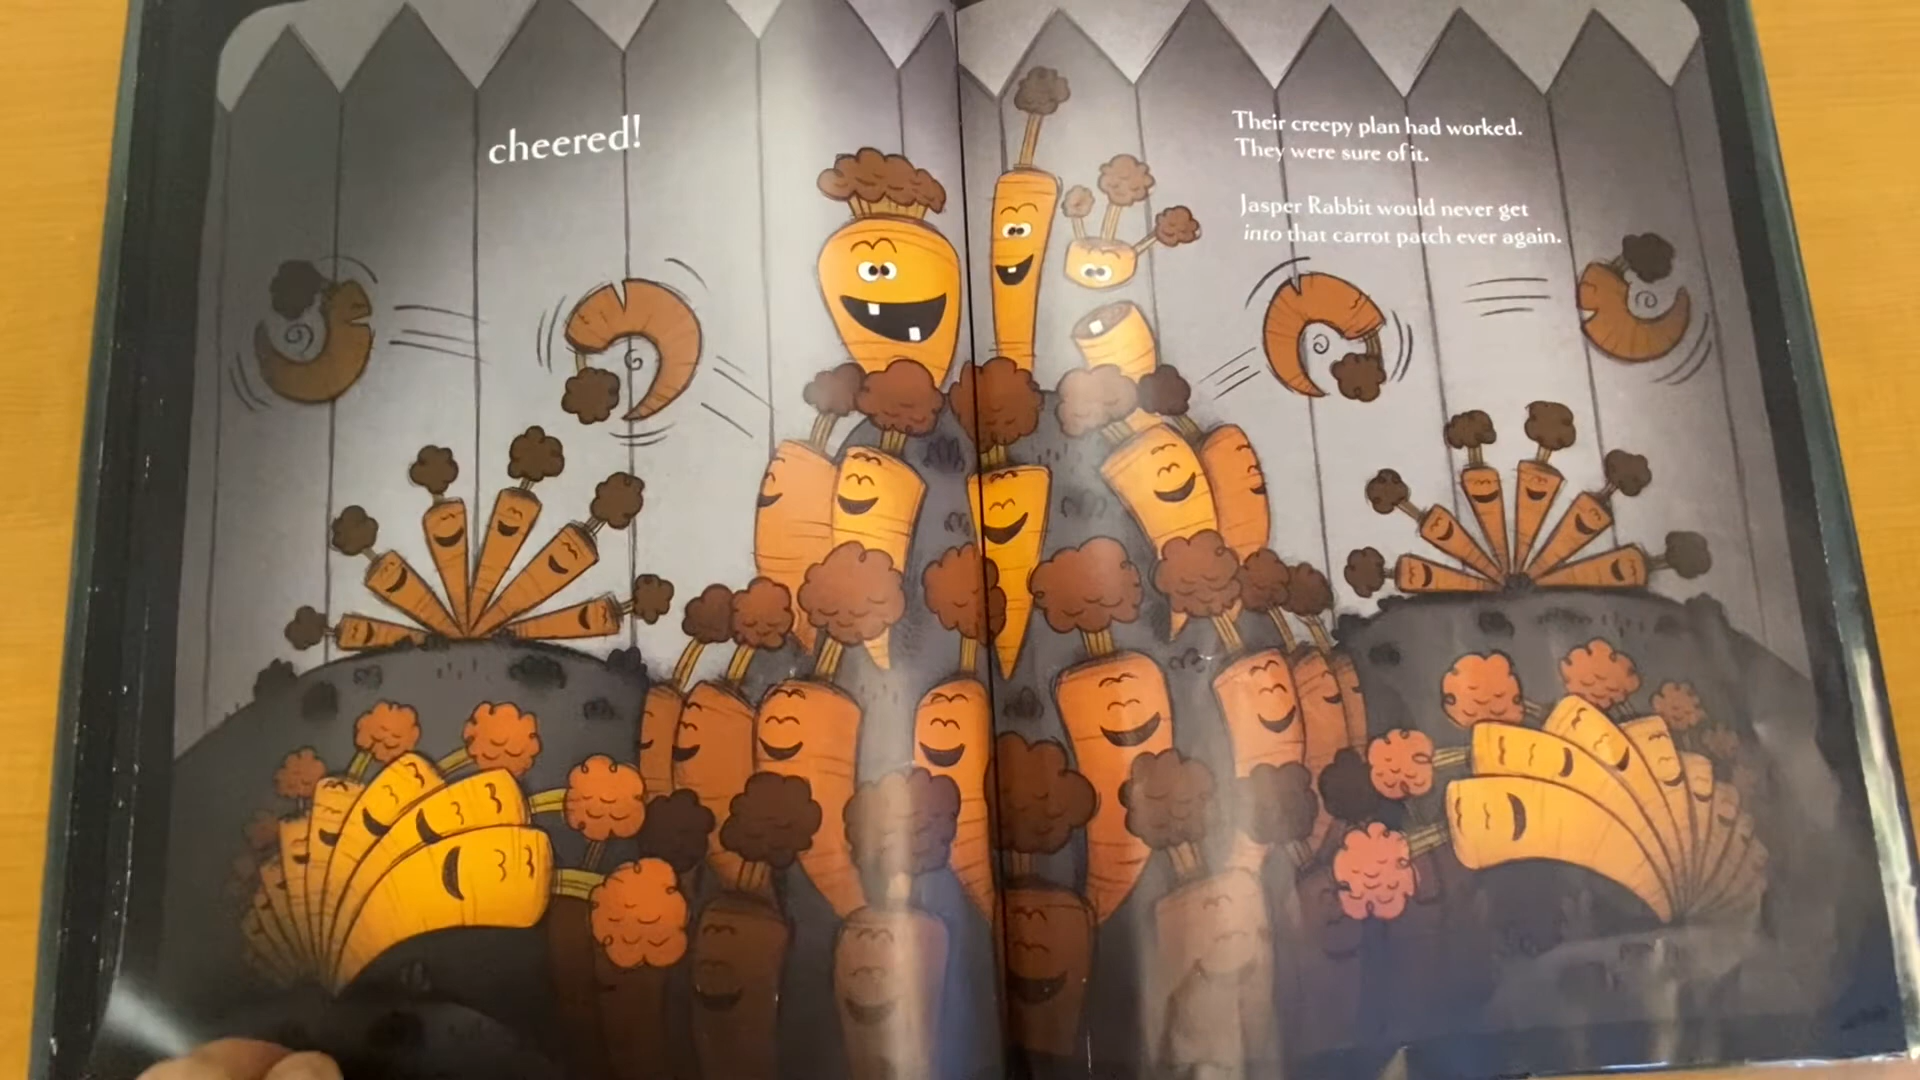 cheered!
Their creepy plan had worked.
They were sure of it.
Jasper Rabbit would never get
into that carrot patch ever again.